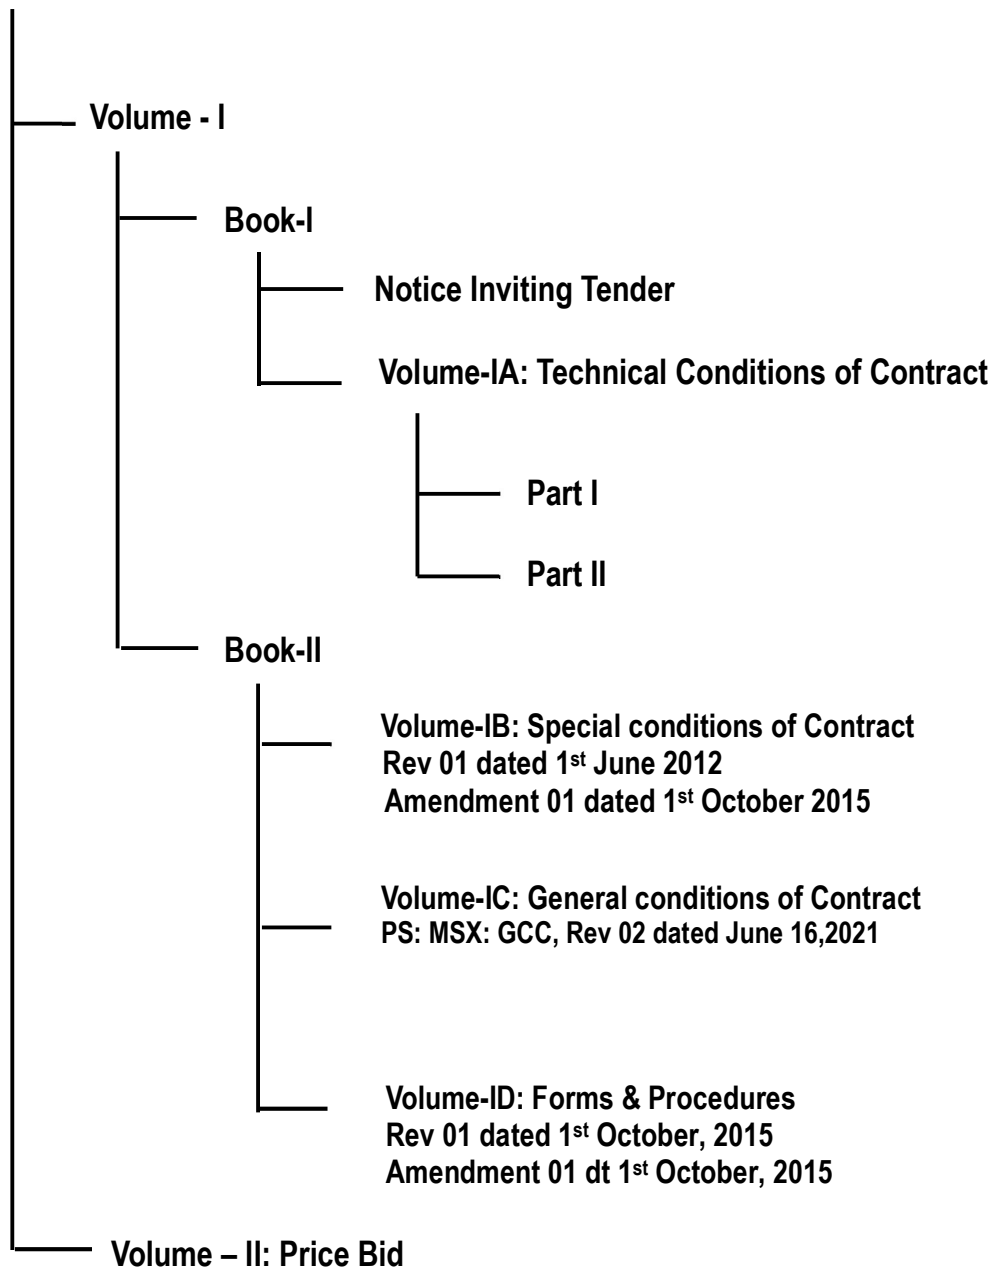 Volume - I
Book-I
Notice Inviting Tender
Volume-IA: Technical Conditions of Contract
Part I
Part II
Book-II
Volume-IB: Special conditions of Contract
Rev 01 dated 1st June 2012
Amendment 01 dated 1st October 2015
Volume-IC: General conditions of Contract
PS: MSX: GCC, Rev 02 dated June 16,2021
Volume-ID: Forms & Procedures
Rev 01 dated 1st October, 2015
Amendment 01 dt 1st October, 2015
Volume – II: Price Bid